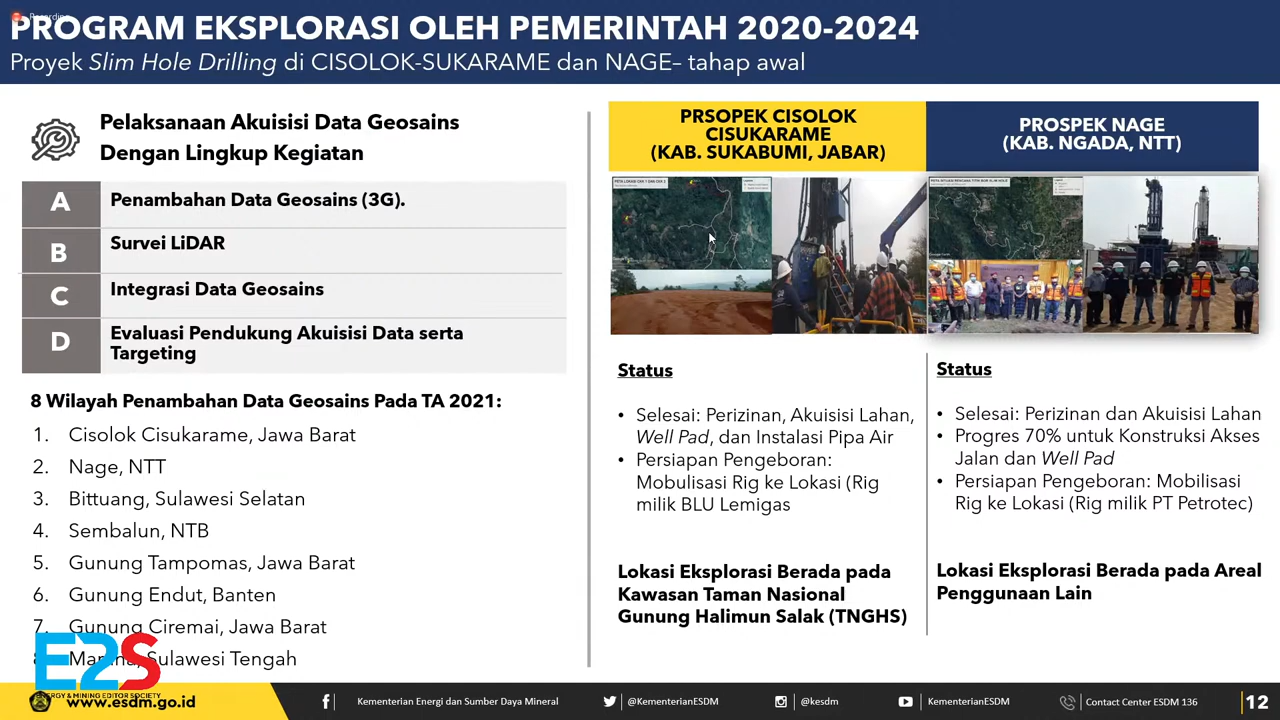 Recording
PROGRAM EKSPLORASI OLEH PEMERINTAH 2020-2024
Proyek Slim Hole Drilling di CISOLOK-SUKARAME dan NAGE– tahap awal
Pelaksanaan Akuisisi Data Geosains
Dengan Lingkup Kegiatan
A Penambahan Data Geosains (3G).
B Survei LiDAR
C Integrasi Data Geosains
D Evaluasi Pendukung Akuisisi Data serta
Targeting
8 Wilayah Penambahan Data Geosains Pada TA 2021:
1. Cisolok Cisukarame, Jawa Barat
2. Nage, NTT
3. Bittuang, Sulawesi Selatan
4. Sembalun, NTB
5. Gunung Tampomas, Jawa Barat
6. Gunung Endut, Banten
7. Gunung Ciremai, Jawa Barat
Sulawesi Tengah
PRSOPEK CISOLOK
CISUKARAME
(KAB. SUKABUMI, JABAR)
Status
• Selesai: Perizinan, Akuisisi Lahan,
Well Pad, dan Instalasi Pipa Air
• Persiapan Pengeboran:
Mobulisasi Rig ke Lokasi (Rig
milik BLU Lemigas
Lokasi Eksplorasi Berada pada
Kawasan Taman Nasional
Gunung Halimun Salak (TNGHS)
PROSPEK NAGE
(KAB. NGADA, NTT)
Status
• Selesai: Perizinan dan Akuisisi Lahan
• Progres 70% untuk Konstruksi Akses
Jalan dan Well Pad
• Persiapan Pengeboran: Mobilisasi
Rig ke Lokasi (Rig milik PT Petrotec)
Lokasi Eksplorasi Berada pada Areal
Penggunaan Lain
E2S
ENERGY & MINING EDITOR SOCIETY
www.esdm.go.id
Kementerian Energi dan Sumber Daya Mineral
@KementerianESDM
@kesdm
KementerianESDM
Contact Center ESDM 136
12